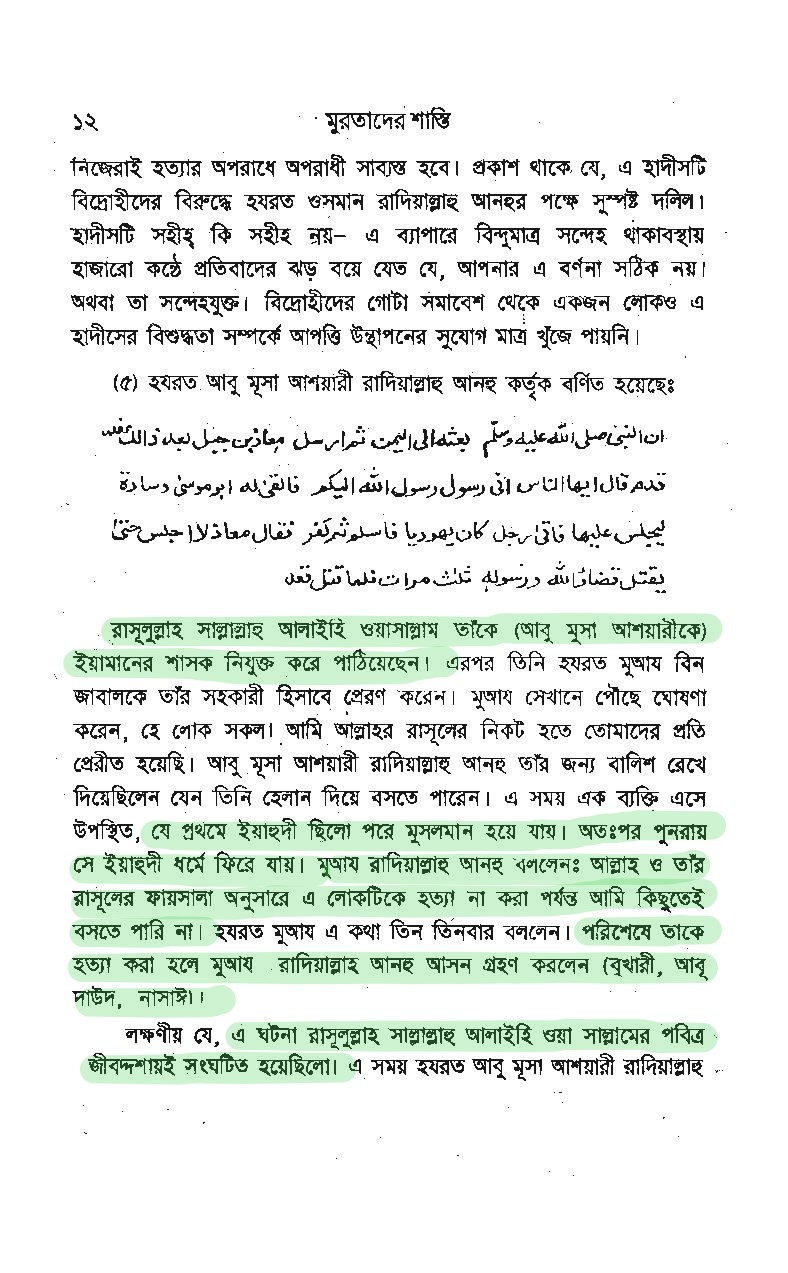 ১২ মুরতাদের শাস্তি
নিজেরাই হত্যার অপরাধে অপরাধী সাব্যস্ত হবে। প্রকাশ থাকে যে, এ হাদীসটি
বিদ্রোহীদের বিরুদ্ধে হযরত ওসমান রাদিয়াল্লাহু আনহুর পক্ষে সুস্পষ্ট দলিল।
হাদীসটি সহীহ্ কি সহীহ নয়– এ ব্যাপারে বিন্দুমাত্র সন্দেহ থাকাবস্থায়
হাজারো কন্ঠে প্রতিবাদের ঝড় বয়ে যেত যে, আপনার এ বর্ণনা সঠিক নয়।
অথবা তা সন্দেহযুক্ত। বিদ্রোহীদের গোটা সমাবেশ থেকে একজন লোকও এ
হাদীসের বিশুদ্ধতা সম্পর্কে আপত্তি উত্থাপনের সুযোগ মাত্র খুঁজে পায়নি।
(৫) হযরত আবু মূসা আশয়ারী রাদিয়াল্লাহু আনহু কর্তৃক বর্ণিত হয়েছেঃ
ان النبى صلى الله عليه وسلم بعثه الى اليمن ثم ارسل معاذ بن جبل بعد ذالك فلما
قدم قال ايها الناس انى رسول رسول الله اليكم فالقى له ابو موسى وسادة
ليجلس عليها فاتى رجل كان يهوديا فاسلم ثم كفر فقال معاذ لا اجلس حتى
يقتل قضاء الله ورسوله ثلث مرات فلما قتل قعد
রাসূলুল্লাহ সাল্লাল্লাহু আলাইহি ওয়াসাল্লাম তাঁকে (আবু মূসা আশয়ারীকে)
ইয়ামানের শাসক নিযুক্ত করে পাঠিয়েছেন। এরপর তিনি হযরত মুআয বিন
জাবালকে তাঁর সহকারী হিসাবে প্রেরণ করেন। মুআয সেখানে পৌঁছে ঘোষণা
করেন, হে লোক সকল। আমি আল্লাহর রাসূলের নিকট হতে তোমাদের প্রতি
প্রেরীত হয়েছি। আবু মূসা আশয়ারী রাদিয়াল্লাহু আনহু তাঁর জন্য বালিশ রেখে
দিয়েছিলেন যেন তিনি হেলান দিয়ে বসতে পারেন। এ সময় এক ব্যক্তি এসে
উপস্থিত, যে প্রথমে ইয়াহুদী ছিলো পরে মুসলমান হয়ে যায়। অতঃপর পুনরায়
সে ইয়াহুদী ধর্মে ফিরে যায়। মুআয রাদিয়াল্লাহু আনহু বললেনঃ আল্লাহ ও তাঁর
রাসূলের ফায়সালা অনুসারে এ লোকটিকে হত্যা না করা পর্যন্ত আমি কিছুতেই
বসতে পারি না। হযরত মুআয এ কথা তিন তিনবার বললেন। পরিশেষে তাকে
হত্যা করা হলে মুআয রাদিয়াল্লাহ আনহু আসন গ্রহণ করলেন (বুখারী, আবূ
দাউদ, নাসাঈ)।
লক্ষণীয় যে, এ ঘটনা রাসূলুল্লাহ সাল্লাল্লাহু আলাইহি ওয়া সাল্লামের পবিত্র
জীবদ্দশায়ই সংঘটিত হয়েছিলো। এ সময় হযরত আবু মূসা আশয়ারী রাদিয়াল্লাহু